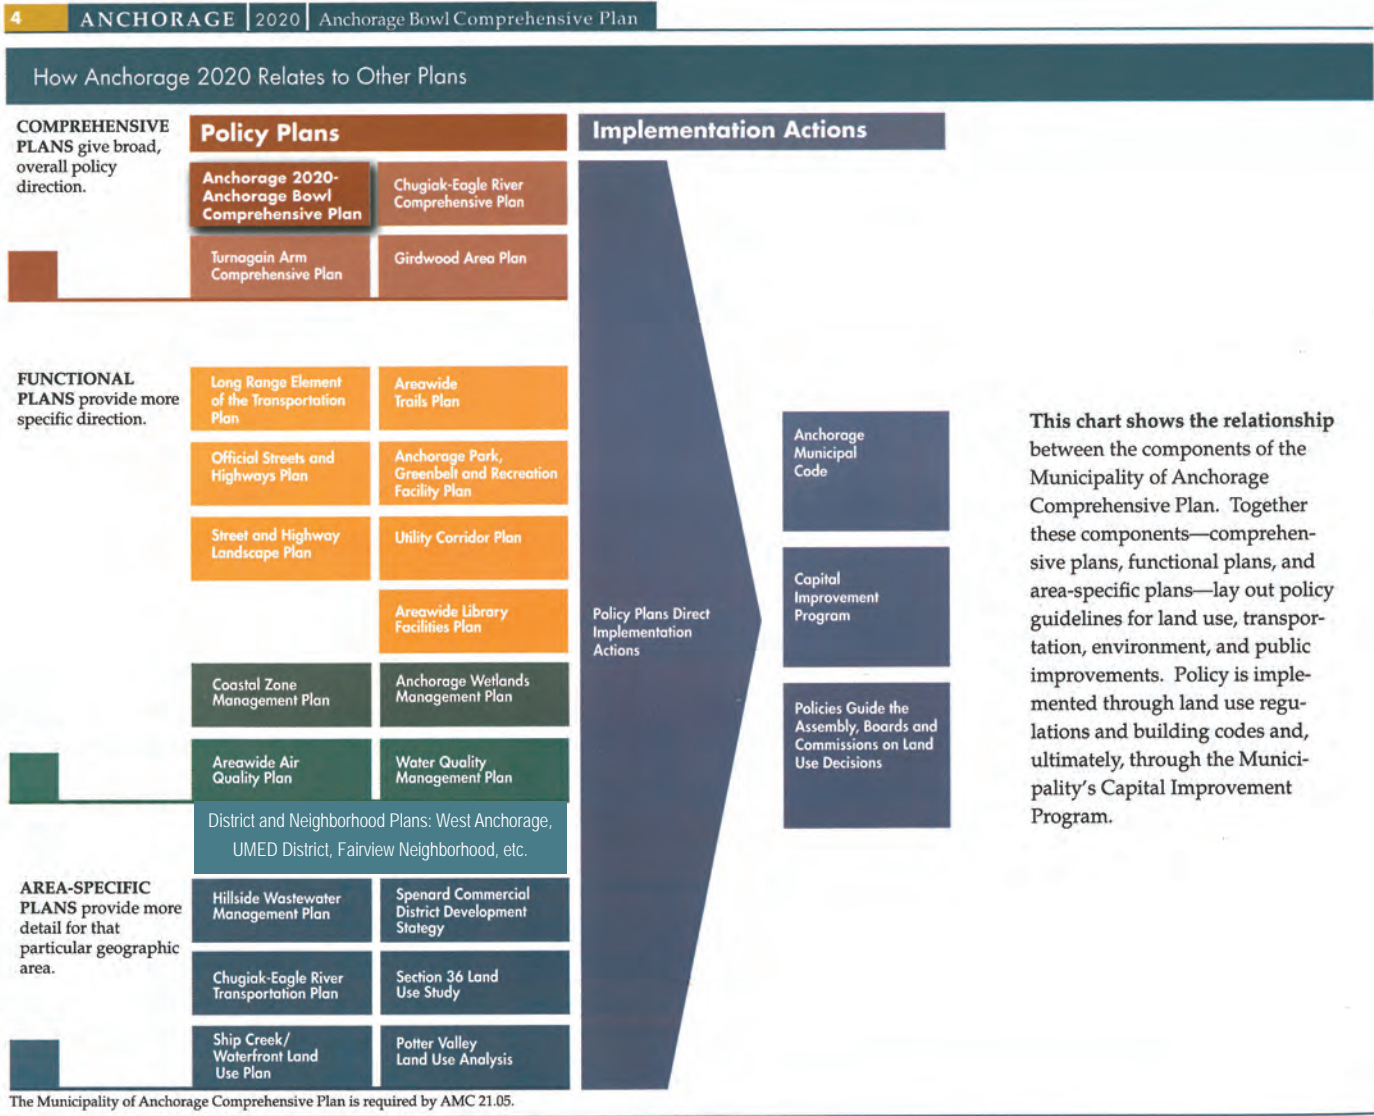 4
ANCHORAGE | 2020 | Anchorage Bowl Comprehensive Plan
How Anchorage 2020 Relates to Other Plans
COMPREHENSIVE
PLANS give broad,
overall policy
direction.
Policy Plans
Anchorage 2020-
Anchorage Bowl
Comprehensive Plan
Chugiak-Eagle River
Comprehensive Plan
Turnagain Arm
Comprehensive Plan
Girdwood Area Plan
FUNCTIONAL
PLANS provide more
specific direction.
Long Range Element
of the Transportation
Plan
Areawide
Trails Plan
Official Streets and
Highways Plan
Anchorage Park,
Greenbelt and Recreation
Facility Plan
Street and Highway
Landscape Plan
Utility Corridor Plan
Areawide Library
Facilities Plan
Coastal Zone
Management Plan
Anchorage Wetlands
Management Plan
Areawide Air
Quality Plan
Water Quality
Management Plan
District and Neighborhood Plans: West Anchorage,
UMED District, Fairview Neighborhood, etc.
AREA-SPECIFIC
PLANS provide more
detail for that
particular geographic
area.
Hillside Wastewater
Management Plan
Spenard Commercial
District Development
Stategy
Chugiak-Eagle River
Transportation Plan
Section 36 Land
Use Study
Ship Creek/
Waterfront Land
Use Plan
Potter Valley
Land Use Analysis
Implementation Actions
Policy Plans Direct
Implementation
Actions
Anchorage
Municipal
Code
Capital
Improvement
Program
Policies Guide the
Assembly, Boards and
Commissions on Land
Use Decisions
This chart shows the relationship
between the components of the
Municipality of Anchorage
Comprehensive Plan. Together
these components—comprehen-
sive plans, functional plans, and
area-specific plans—lay out policy
guidelines for land use, transpor-
tation, environment, and public
improvements. Policy is imple-
mented through land use regu-
lations and building codes and,
ultimately, through the Munici-
pality's Capital Improvement
Program.
The Municipality of Anchorage Comprehensive Plan is required by AMC 21.05.